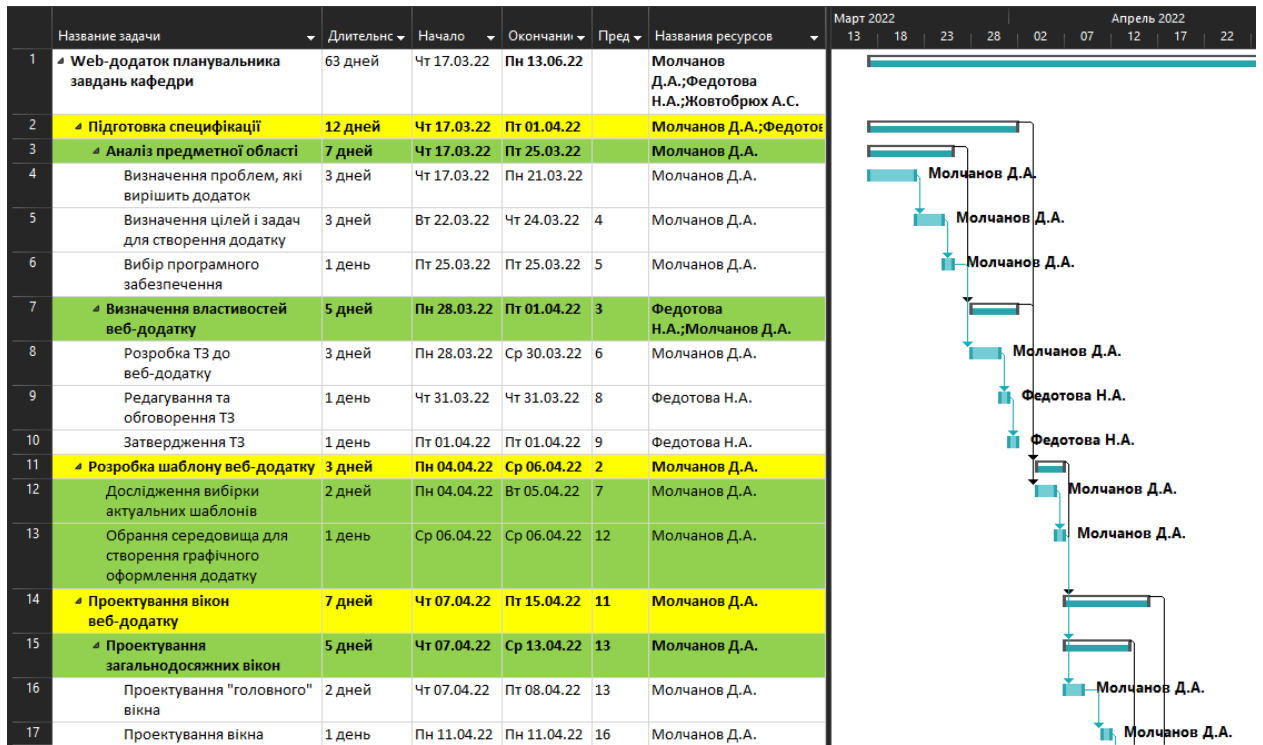 Март 2022 Апрель 2022
Название задачи Длительнс Начало Окончани Пред Названия ресурсов 13 18 23 28 02 07 12 17 22
1 Web-додаток планувальника 63 дней Чт 17.03.22 Пн 13.06.22 Молчанов
завдань кафедри Д.А.;Федотова
Н.А.;Жовтобрюх А.С.
2 Підготовка специфікації 12 дней Чт 17.03.22 Пт 01.04.22 Молчанов Д.А.;Федотов
3 Аналіз предметної області 7 дней Чт 17.03.22 Пт 25.03.22 Молчанов Д.А.
4 Визначення проблем, які 3 дней Чт 17.03.22 Пн 21.03.22 Молчанов Д.А. Молчанов Д.А.
вирішить додаток
5 Визначення цілей і задач 3 дней Вт 22.03.22 Чт 24.03.22 4 Молчанов Д.А. Молчанов Д.А.
для створення додатку
6 Вибір програмного 1 день Пт 25.03.22 Пт 25.03.22 5 Молчанов Д.А. Молчанов Д.А.
забезпечення
7 Визначення властивостей 5 дней Пн 28.03.22 Пт 01.04.22 3 Федотова
веб-додатку Н.А.;Молчанов Д.А.
8 Розробка ТЗ до 3 дней Пн 28.03.22 Ср 30.03.22 6 Молчанов Д.А. Молчанов Д.А.
веб-додатку
9 Редагування та 1 день Чт 31.03.22 Чт 31.03.22 8 Федотова Н.А. Федотова Н.А.
обговорення ТЗ
10 Затвердження ТЗ 1 день Пт 01.04.22 Пт 01.04.22 9 Федотова Н.А. Федотова Н.А.
11 Розробка шаблону веб-додатку 3 дней Пн 04.04.22 Ср 06.04.22 2 Молчанов Д.А.
12 Дослідження вибірки 2 дней Пн 04.04.22 Вт 05.04.22 7 Молчанов Д.А. Молчанов Д.А.
актуальних шаблонів
13 Обрання середовища для 1 день Ср 06.04.22 Ср 06.04.22 12 Молчанов Д.А. Молчанов Д.А.
створення графічного
оформлення додатку
14 Проектування вікон 7 дней Чт 07.04.22 Пт 15.04.22 11 Молчанов Д.А.
веб-додатку
15 Проектування 5 дней Чт 07.04.22 Ср 13.04.22 13 Молчанов Д.А.
загальнодосяжних вікон
16 Проектування "головного" 2 дней Чт 07.04.22 Пт 08.04.22 13 Молчанов Д.А. Молчанов Д.А.
вікна
17 Проектування вікна 1 день Пн 11.04.22 Пн 11.04.22 16 Молчанов Д.А. Молчанов Д.А.